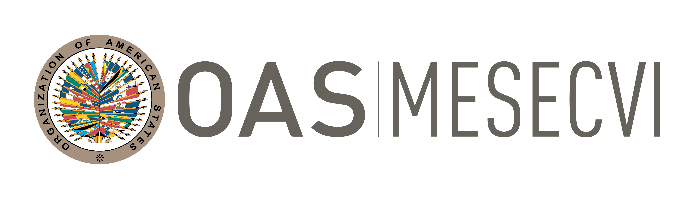 ORGANIZATION OF AMERICAN STATES
OAS MESECVI